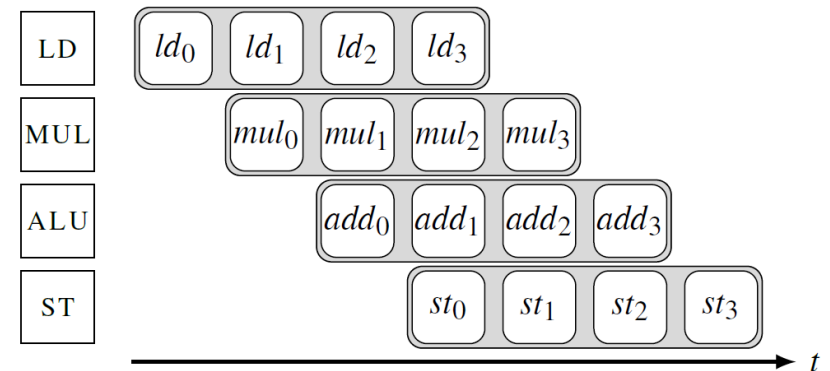 LD ld₀ ld₁ ld₂ ld₃
MUL mul₀ mul₁ mul₂ mul₃
ALU add₀ add₁ add₂ add₃
ST st₀ st₁ st₂ st₃
t